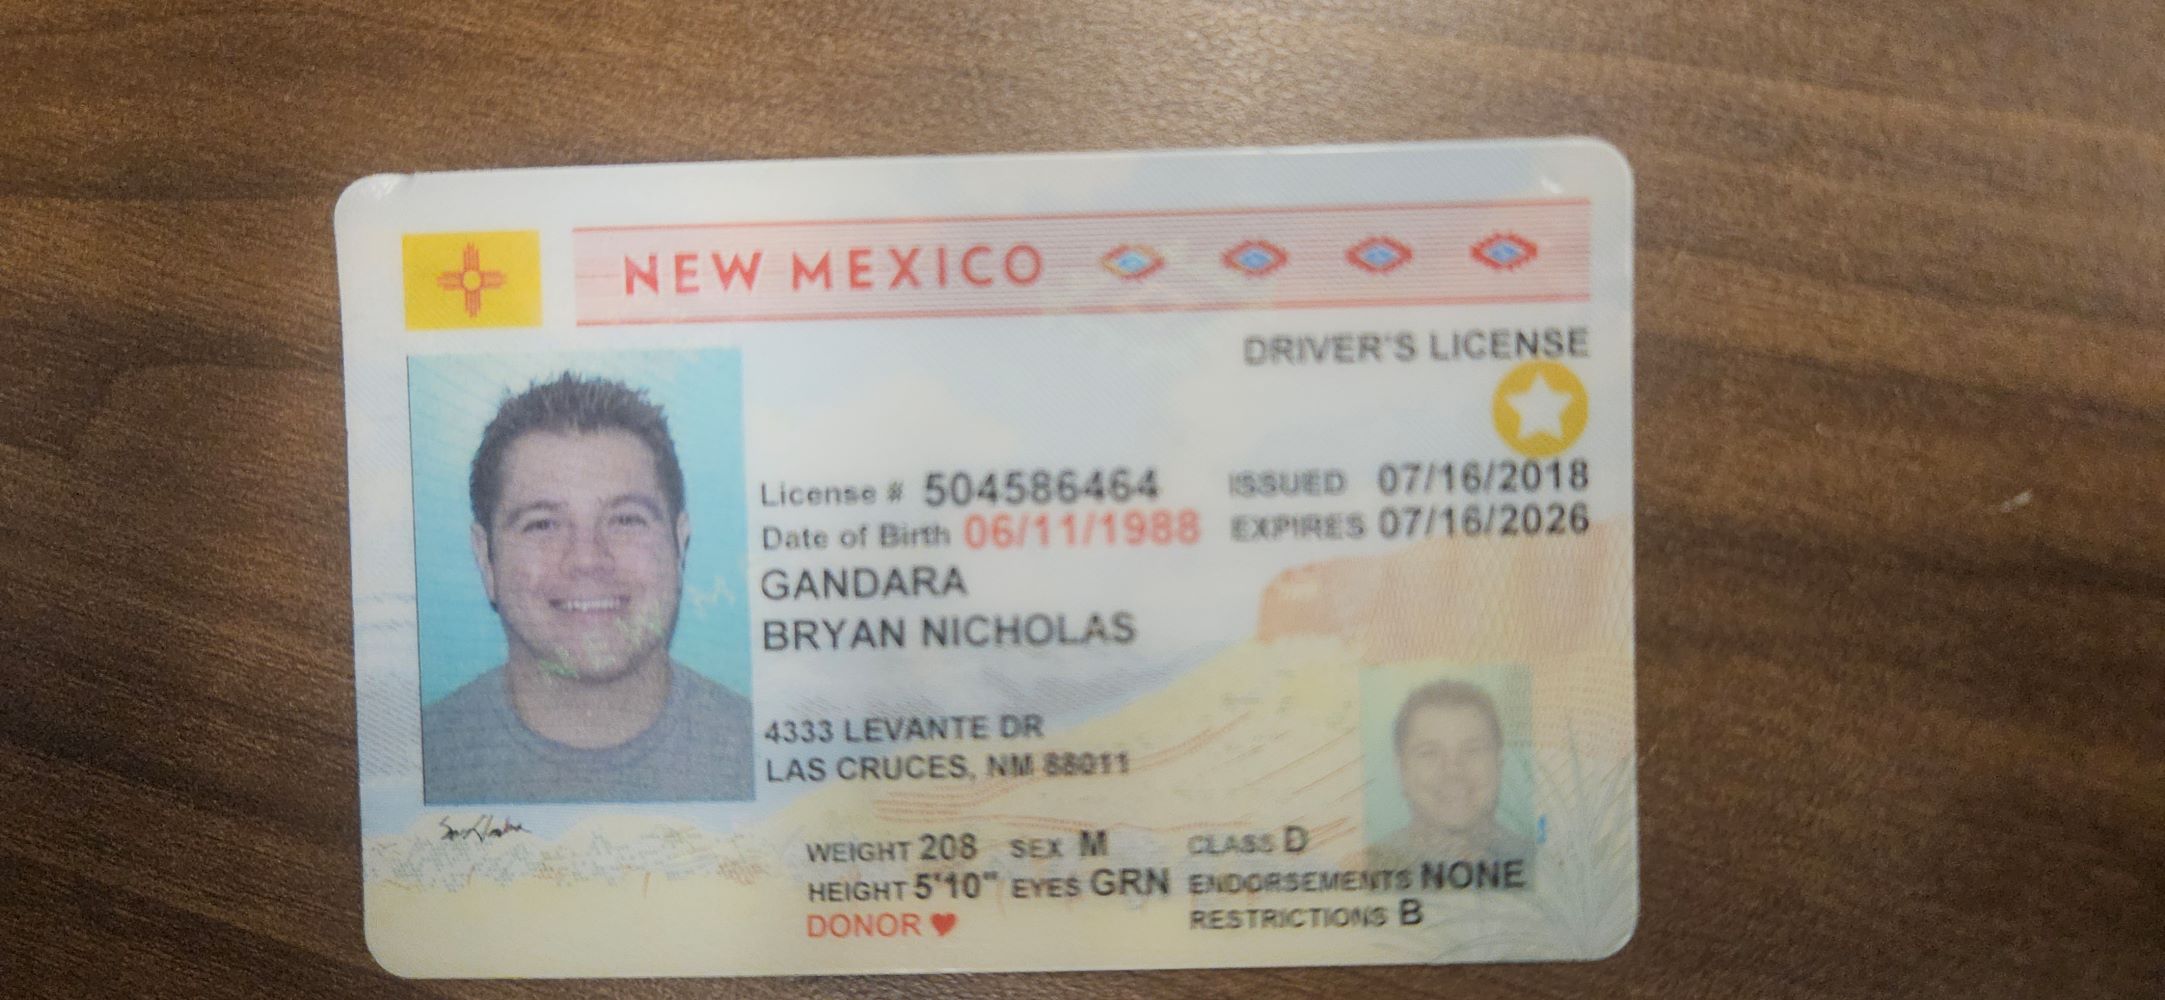 NEW MEXICO
DRIVER'S LICENSE
License # 504586464 ISSUED 07/16/2018
Date of Birth 06/11/1988 EXPIRES 07/16/2026
GANDARA
BRYAN NICHOLAS
4333 LEVANTE DR
LAS CRUCES, NM 88011
WEIGHT 208 SEX M CLASS D
HEIGHT 5'10" EYES GRN ENDORSEMENTS NONE
DONOR RESTRICTIONS B